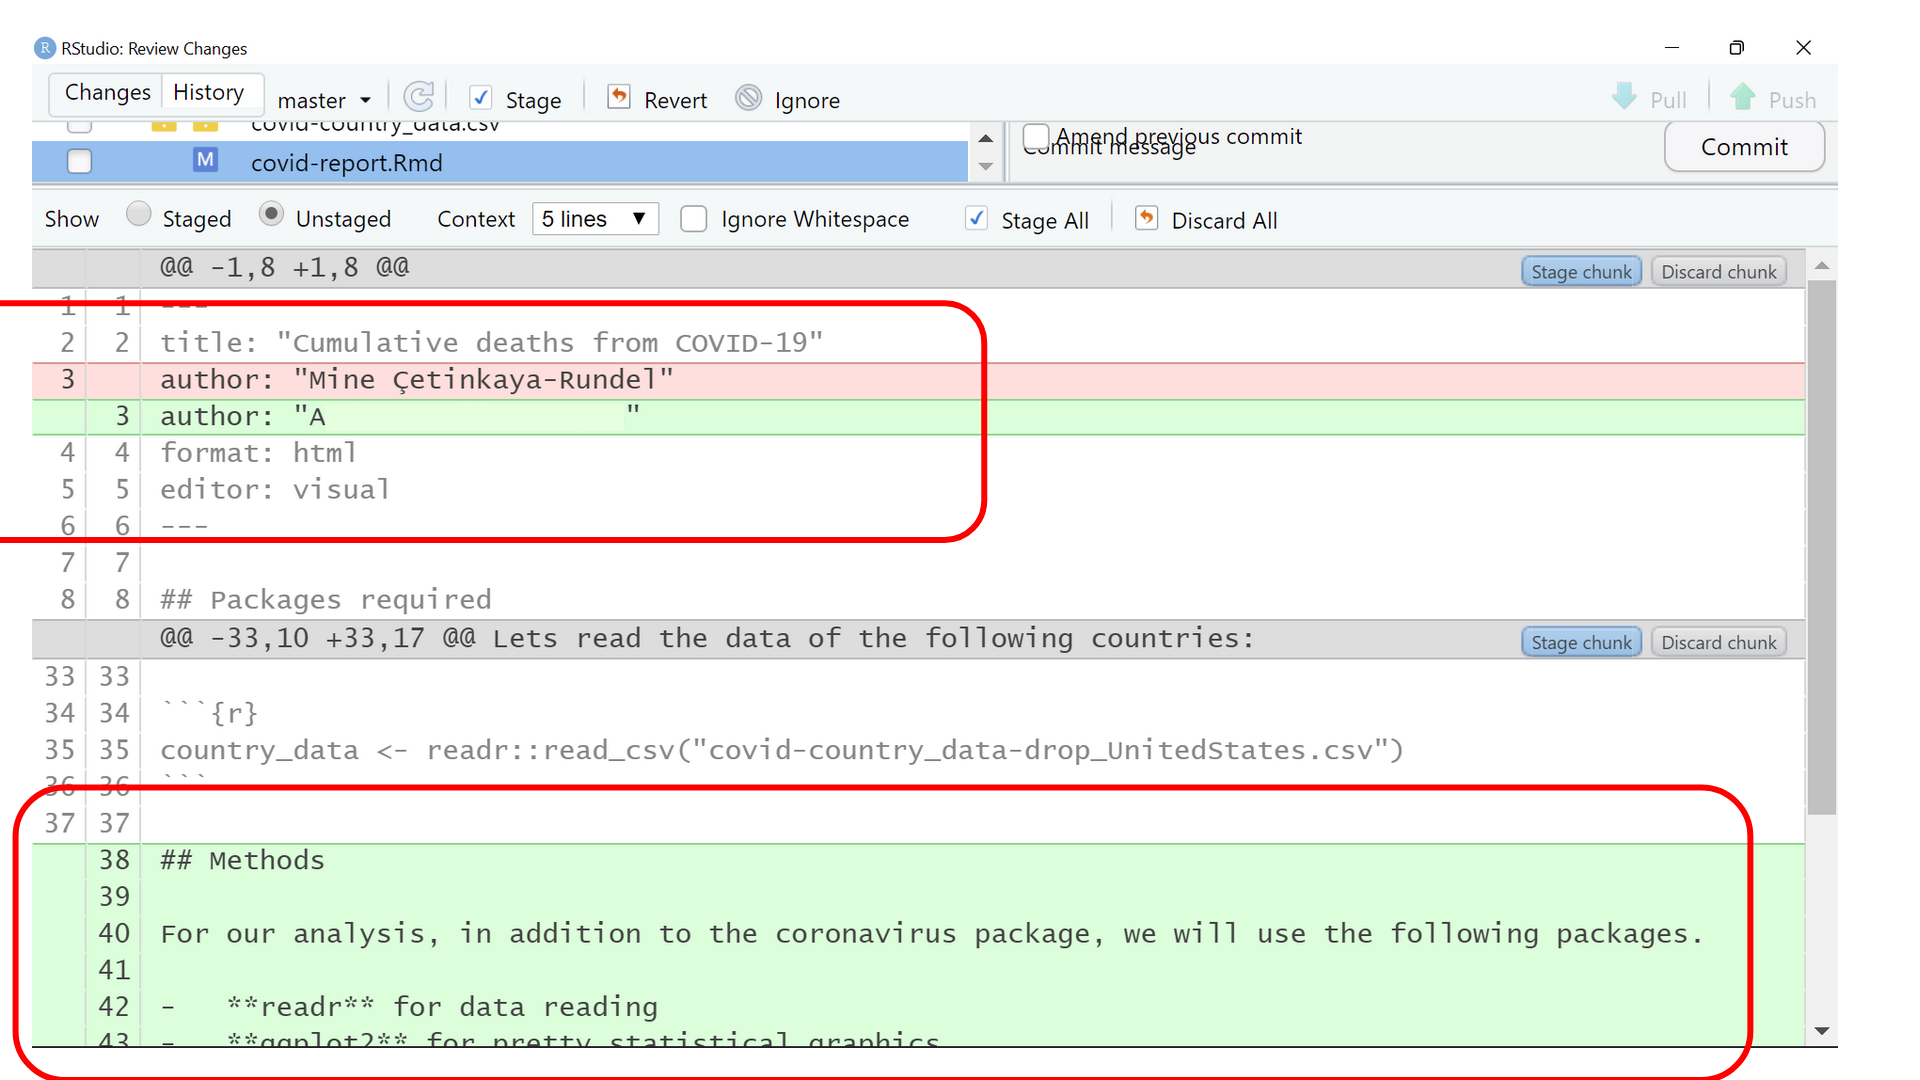 RStudio: Review Changes
Changes History master Stage Revert Ignore Pull Push
covid-country_data.csv
Amend previous commit
Commit message
Commit
M covid-report.Rmd
Show Staged Unstaged Context 5 lines Ignore Whitespace Stage All Discard All
@@ -1,8 +1,8 @@ Stage chunk Discard chunk
1 1 ---
2 2 title: "Cumulative deaths from COVID-19"
3 author: "Mine Çetinkaya-Rundel"
3 author: "A "
4 4 format: html
5 5 editor: visual
6 6 ---
7 7
8 8 ## Packages required
@@ -33,10 +33,17 @@ Lets read the data of the following countries: Stage chunk Discard chunk
33 33
34 34 ```{r}
35 35 country_data <- readr::read_csv("covid-country_data-drop_UnitedStates.csv")
36 36 ```
37 37
38 ## Methods
39
40 For our analysis, in addition to the coronavirus package, we will use the following packages.
41
42 - **readr** for data reading
43 - **ggplot2** for pretty statistical graphics